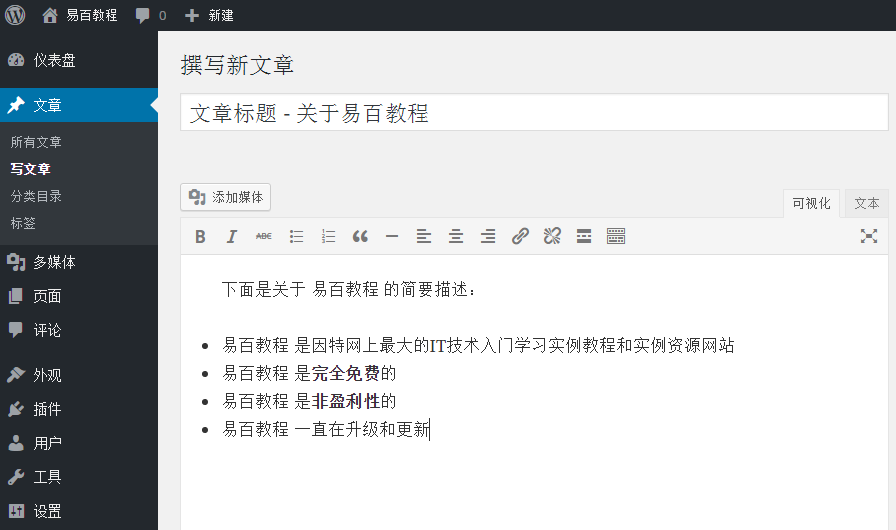 易百教程 0 新建
仪表盘
文章
所有文章
写文章
分类目录
标签
多媒体
页面
评论
外观
插件
用户
工具
设置
撰写新文章
文章标题 - 关于易百教程
添加媒体
可视化 文本
B I ABC
下面是关于 易百教程 的简要描述:
易百教程 是因特网上最大的IT技术入门学习实例教程和实例资源网站
易百教程 是完全免费的
易百教程 是非盈利性的
易百教程 一直在升级和更新